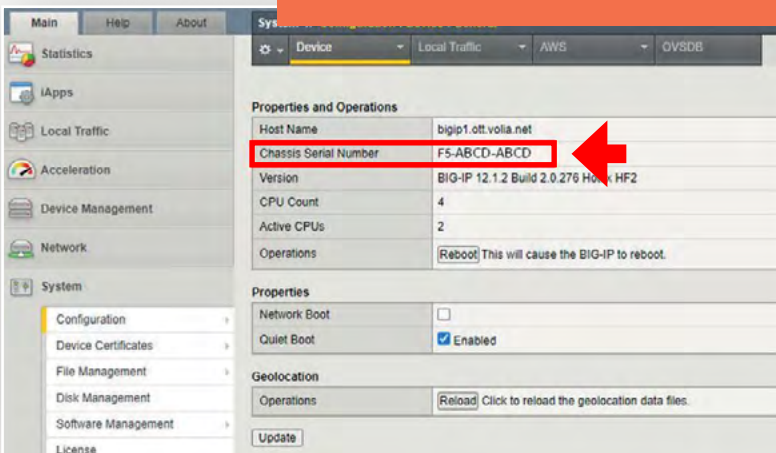 Main Help About
Statistics
iApps
Local Traffic
Acceleration
Device Management
Network
System
Configuration
Device Certificates
File Management
Disk Management
Software Management
License
Device Local Traffic AWS OVSDB
Properties and Operations
Host Name bigip1.ott.volia.net
Chassis Serial Number F5-ABCD-ABCD
Version BIG-IP 12.1.2 Build 2.0.276 HF2
CPU Count 4
Active CPUs 2
Operations Reboot This will cause the BIG-IP to reboot.
Properties
Network Boot
Quiet Boot Enabled
Geolocation
Operations Reload Click to reload the geolocation data files.
Update